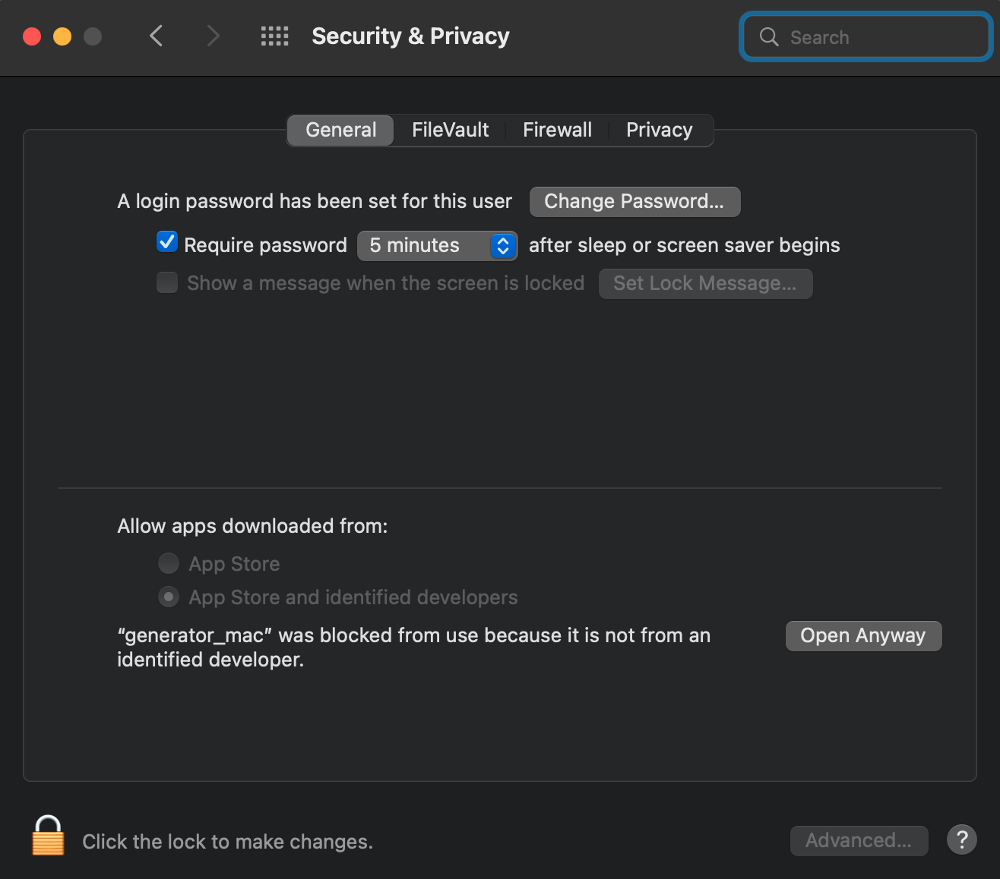 Security & Privacy
Search
General FileVault Firewall Privacy
A login password has been set for this user Change Password...
Require password 5 minutes after sleep or screen saver begins
Show a message when the screen is locked Set Lock Message...
Allow apps downloaded from:
App Store
App Store and identified developers
“generator_mac” was blocked from use because it is not from an
identified developer.
Open Anyway
Click the lock to make changes.
Advanced...
?